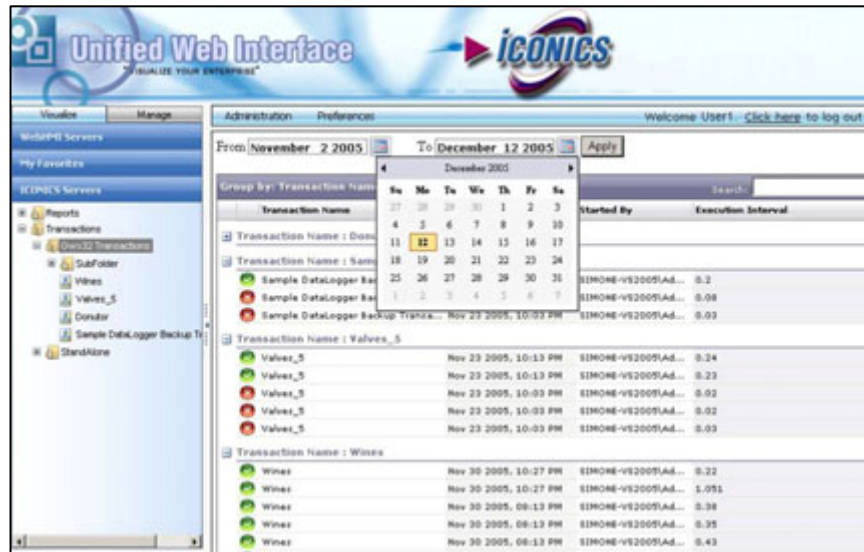 Unified Web Interface
"VISUALIZE YOUR ENTERPRISE"
ICONICS
Visualize Manage
Administration Preferences
Welcome User1. Click here to log out
WebHMI Servers
My Favorites
ICONICS Servers
Reports
Transactions
Gwx32 Transactions
SubFolder
Wines
Valves_5
Donutor
Sample DataLogger Backup Tr
StandAlone
From November 2 2005 To December 12 2005 Apply
December 2005
Su Mo Tu We Th Fr Sa
27 28 29 30 1 2 3
4 5 6 7 8 9 10
11 12 13 14 15 16 17
18 19 20 21 22 23 24
25 26 27 28 29 30 31
1 2 3 4 5 6 7
Group by: Transaction Name
Search:
Transaction Name Started By Execution Interval
Transaction Name : Donu
Transaction Name : Samp
Sample DataLogger Bac SIMONE-VS2005\Ad... 0.2
Sample DataLogger Bac SIMONE-VS2005\Ad... 0.08
Sample DataLogger Backup Transa... Nov 23 2005, 10:03 PM SIMONE-VS2005\Ad... 0.03
Transaction Name : Valves_5
Valves_5 Nov 23 2005, 10:13 PM SIMONE-VS2005\Ad... 0.24
Valves_5 Nov 23 2005, 10:13 PM SIMONE-VS2005\Ad... 0.23
Valves_5 Nov 23 2005, 10:03 PM SIMONE-VS2005\Ad... 0.02
Valves_5 Nov 23 2005, 10:03 PM SIMONE-VS2005\Ad... 0.02
Valves_5 Nov 23 2005, 10:03 PM SIMONE-VS2005\Ad... 0.03
Transaction Name : Wines
Wines Nov 30 2005, 10:27 PM SIMONE-VS2005\Ad... 0.22
Wines Nov 30 2005, 10:27 PM SIMONE-VS2005\Ad... 1.051
Wines Nov 30 2005, 08:13 PM SIMONE-VS2005\Ad... 0.38
Wines Nov 30 2005, 08:13 PM SIMONE-VS2005\Ad... 0.35
Wines Nov 30 2005, 08:13 PM SIMONE-VS2005\Ad... 0.43